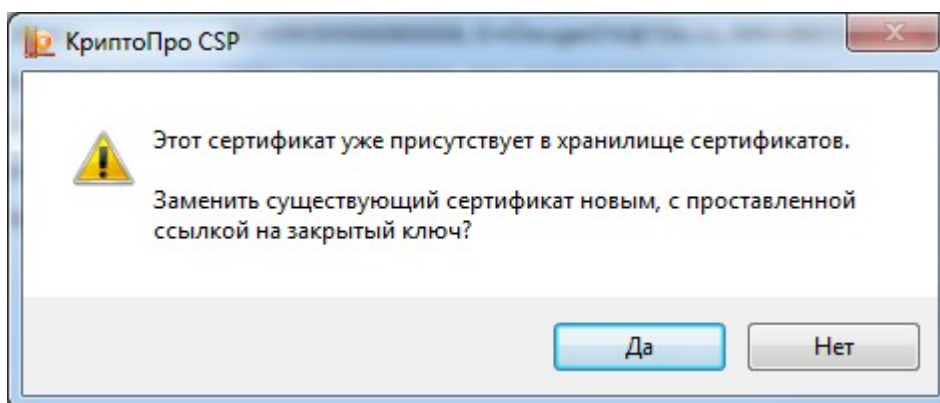 КриптоПро CSP
Этот сертификат уже присутствует в хранилище сертификатов.
Заменить существующий сертификат новым, с проставленной
ссылкой на закрытый ключ?
Да
Нет